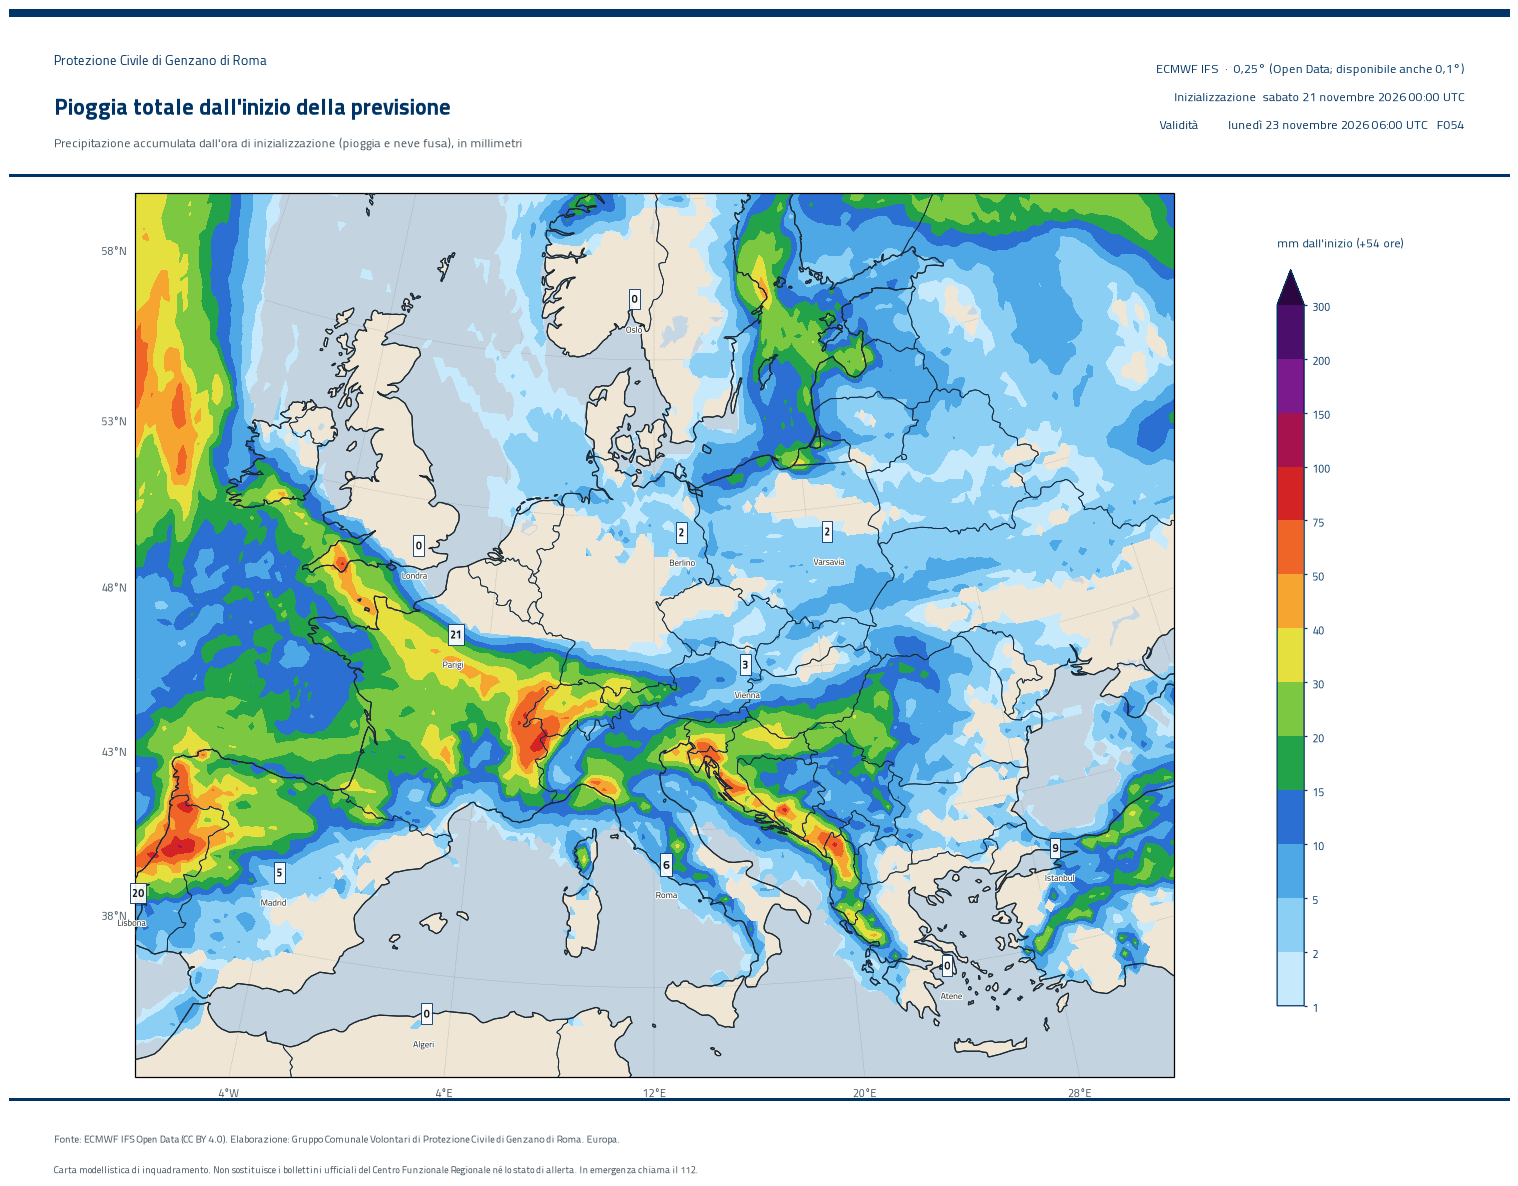 Protezione Civile di Genzano di Roma
Pioggia totale dall'inizio della previsione
Precipitazione accumulata dall'ora di inizializzazione (pioggia e neve fusa), in millimetri
ECMWF IFS · 0,25° (Open Data; disponibile anche 0,1°)
Inizializzazione sabato 21 novembre 2026 00:00 UTC
Validità lunedì 23 novembre 2026 06:00 UTC F054
mm dall'inizio (+54 ore)
300
200
150
100
75
50
40
30
20
15
10
5
2
1
58°N
53°N
48°N
43°N
38°N
4°W
4°E
12°E
20°E
28°E
0
Oslo
0
Londra
2
Berlino
2
Varsavia
21
Parigi
3
Vienna
9
Istanbul
6
Roma
5
Madrid
20
Lisbona
0
Atene
0
Algeri
Fonte: ECMWF IFS Open Data (CC BY 4.0). Elaborazione: Gruppo Comunale Volontari di Protezione Civile di Genzano di Roma. Europa.
Carta modellistica di inquadramento. Non sostituisce i bollettini ufficiali del Centro Funzionale Regionale né lo stato di allerta. In emergenza chiama il 112.